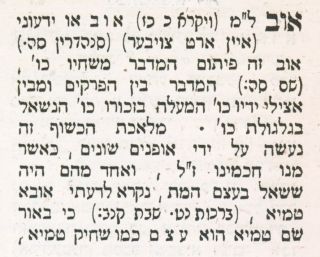 אוב ל"מ (ויקרא כ כז) אוב או ידעוני
(איין ארט צויבער) (סנהדרין סה.)
אוב זה פיתום המדבר משחיו כו',
(שם סה:) המדבר בין הפרקים ומבין
אצילי ידיו כו' המעלה בזכורו כו' הנשאל
בגלגולת כו' . מלאכת הכשוף זה
נעשה על ידי אופנים שונים, כאשר
מנו חכמינו ז"ל, ואחד מהם היה
ששאל בעצם המת, נקרא לדעתי אובא
טמיא, (ברכות נט. שבת קנב:) כי באור
שם טמיא הוא עצם כמו שחיק טמיא,